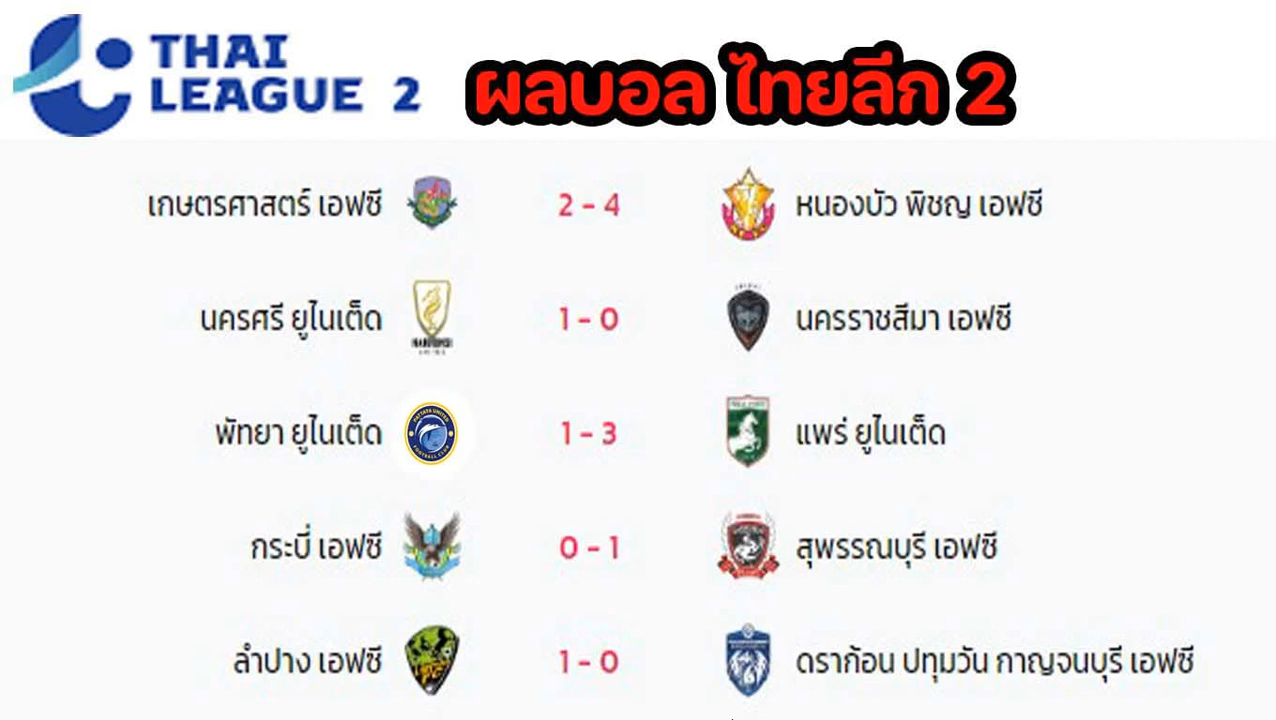 THAI
LEAGUE 2
ผลบอล ไทยลีก 2
เกษตรศาสตร์ เอฟซี 2 - 4 หนองบัว พิชญ เอฟซี
นครศรี ยูไนเต็ด 1 - 0 นครราชสีมา เอฟซี
พัทยา ยูไนเต็ด 1 - 3 แพร่ ยูไนเต็ด
กระบี่ เอฟซี 0 - 1 สุพรรณบุรี เอฟซี
ลำปาง เอฟซี 1 - 0 ดราก้อน ปทุมวัน กาญจนบุรี เอฟซี